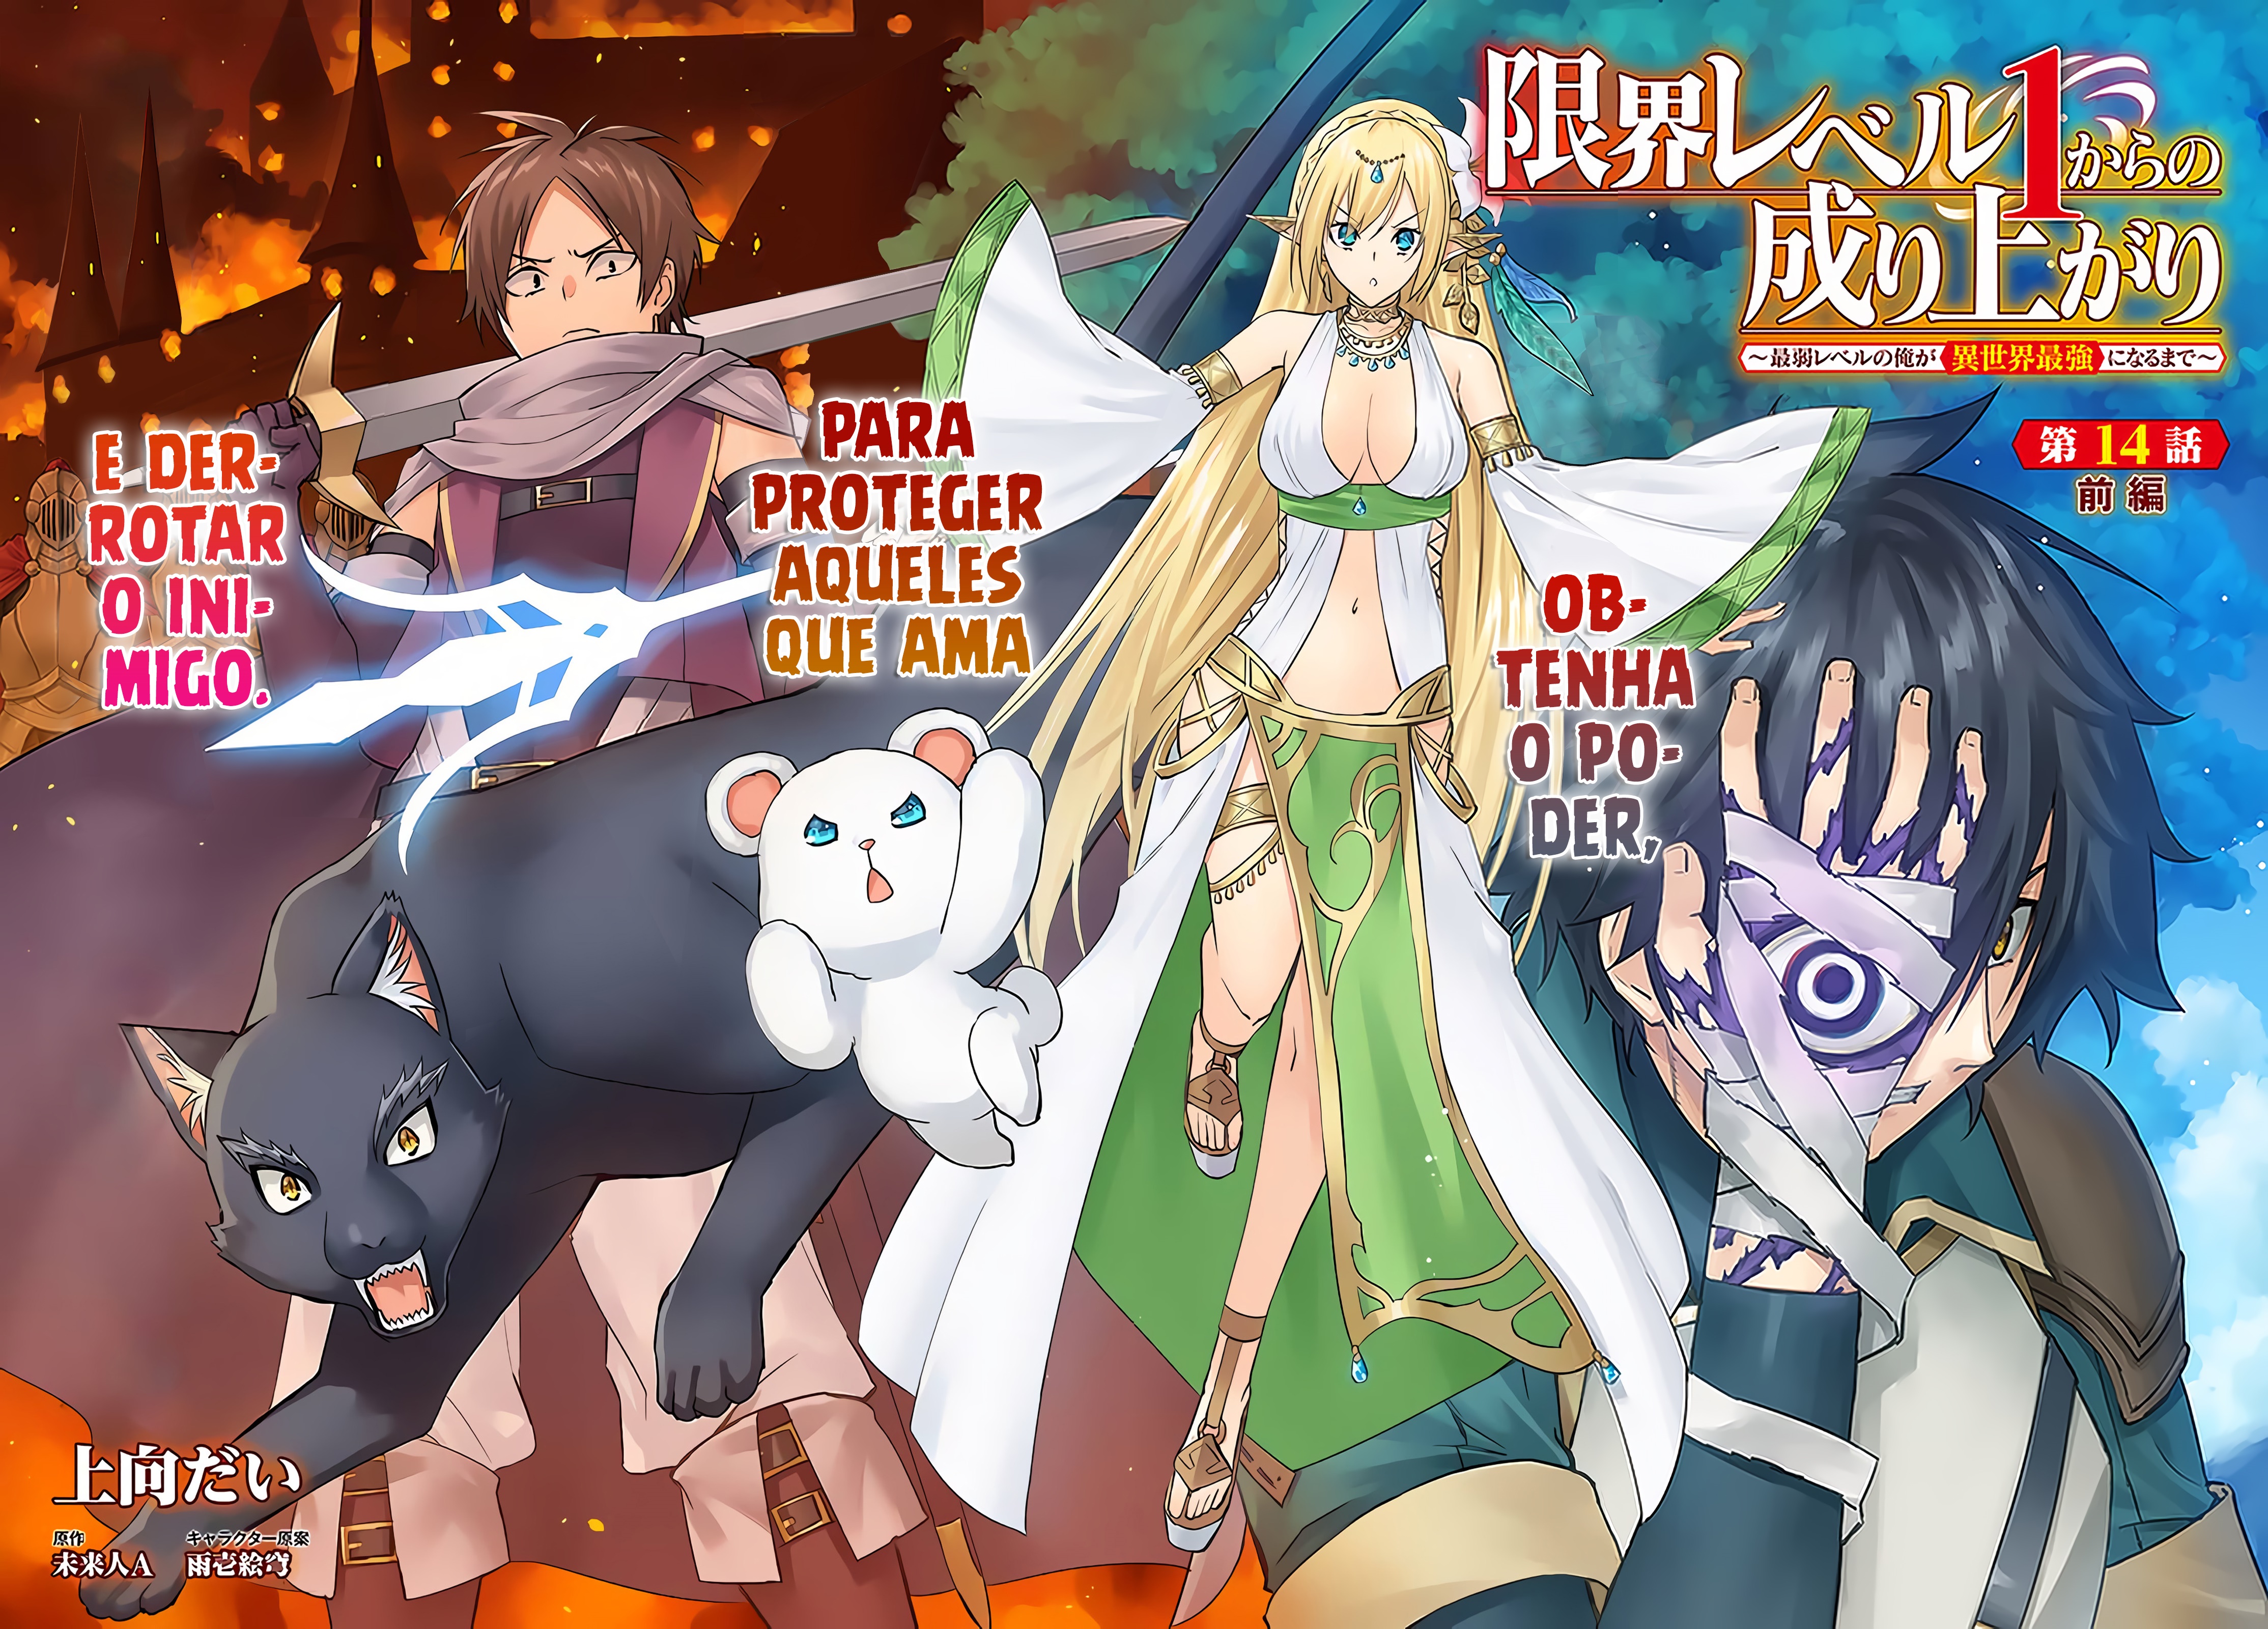 限界レベル1からの
成り上がり
～最弱レベルの俺が異世界最強になるまで～
第14話
前編
OB-
TENHA
O PO-
DER,
PARA
PROTEGER
AQUELES
QUE AMA
E DER-
ROTAR
O INI-
MIGO.
上向だい
原作
未来人A
キャラクター原案
雨壱絵穹